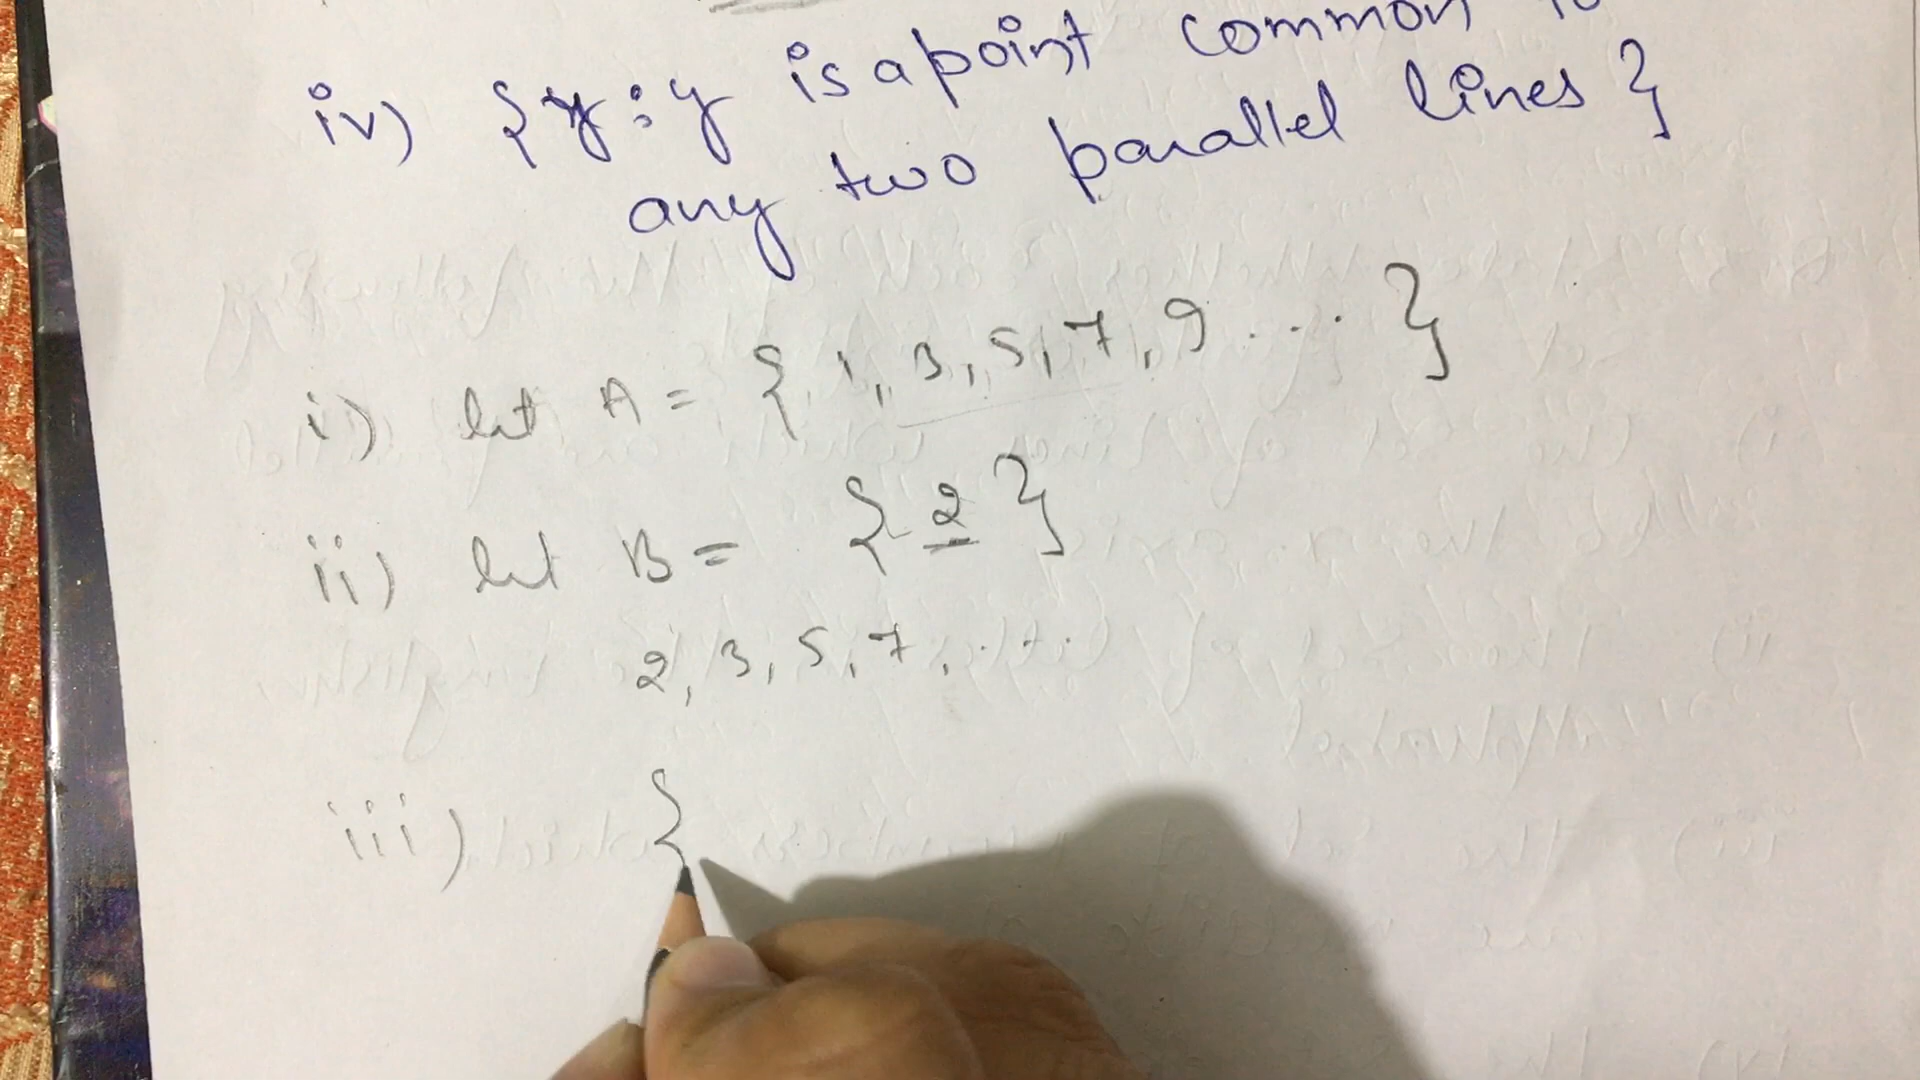 iv) {y : y is a point common to
any two parallel lines }
i) let A = { 1, 3, 5, 7, 9 ... }
ii) let B = { 2 }
2, 3, 5, 7, ....
iii) {